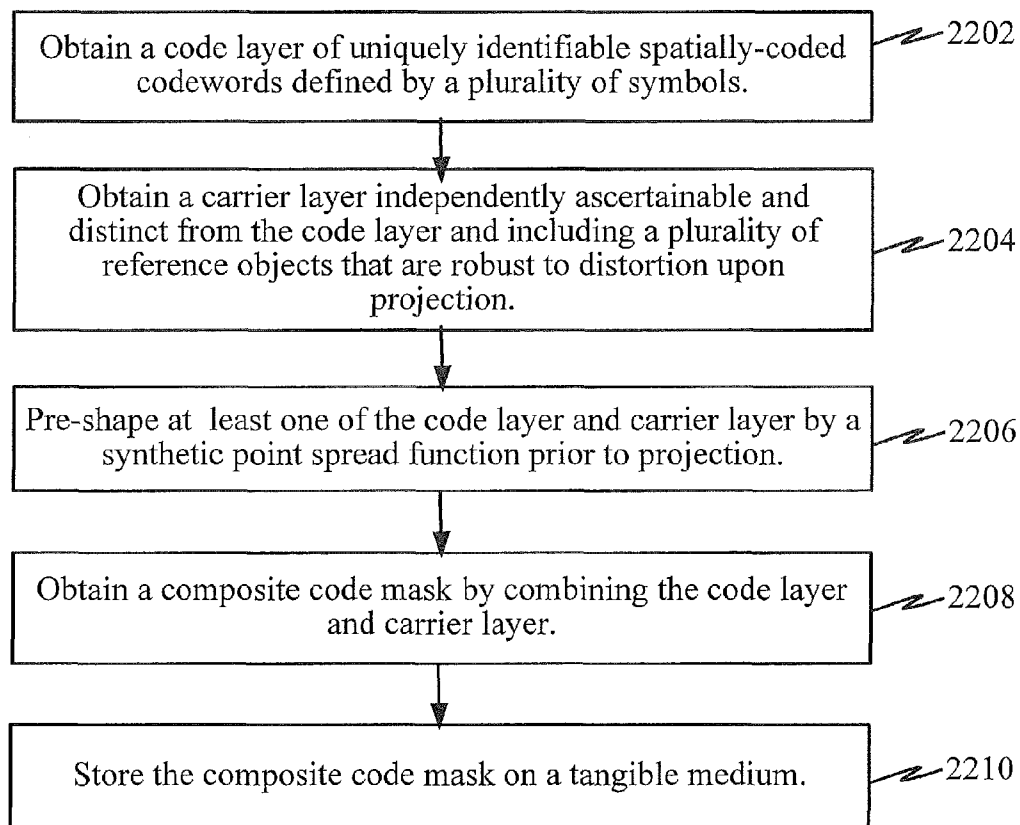 Obtain a code layer of uniquely identifiable spatially-coded
codewords defined by a plurality of symbols.
2202
Obtain a carrier layer independently ascertainable and
distinct from the code layer and including a plurality of
reference objects that are robust to distortion upon
projection.
2204
Pre-shape at least one of the code layer and carrier layer by a
synthetic point spread function prior to projection.
2206
Obtain a composite code mask by combining the code layer
and carrier layer.
2208
Store the composite code mask on a tangible medium.
2210